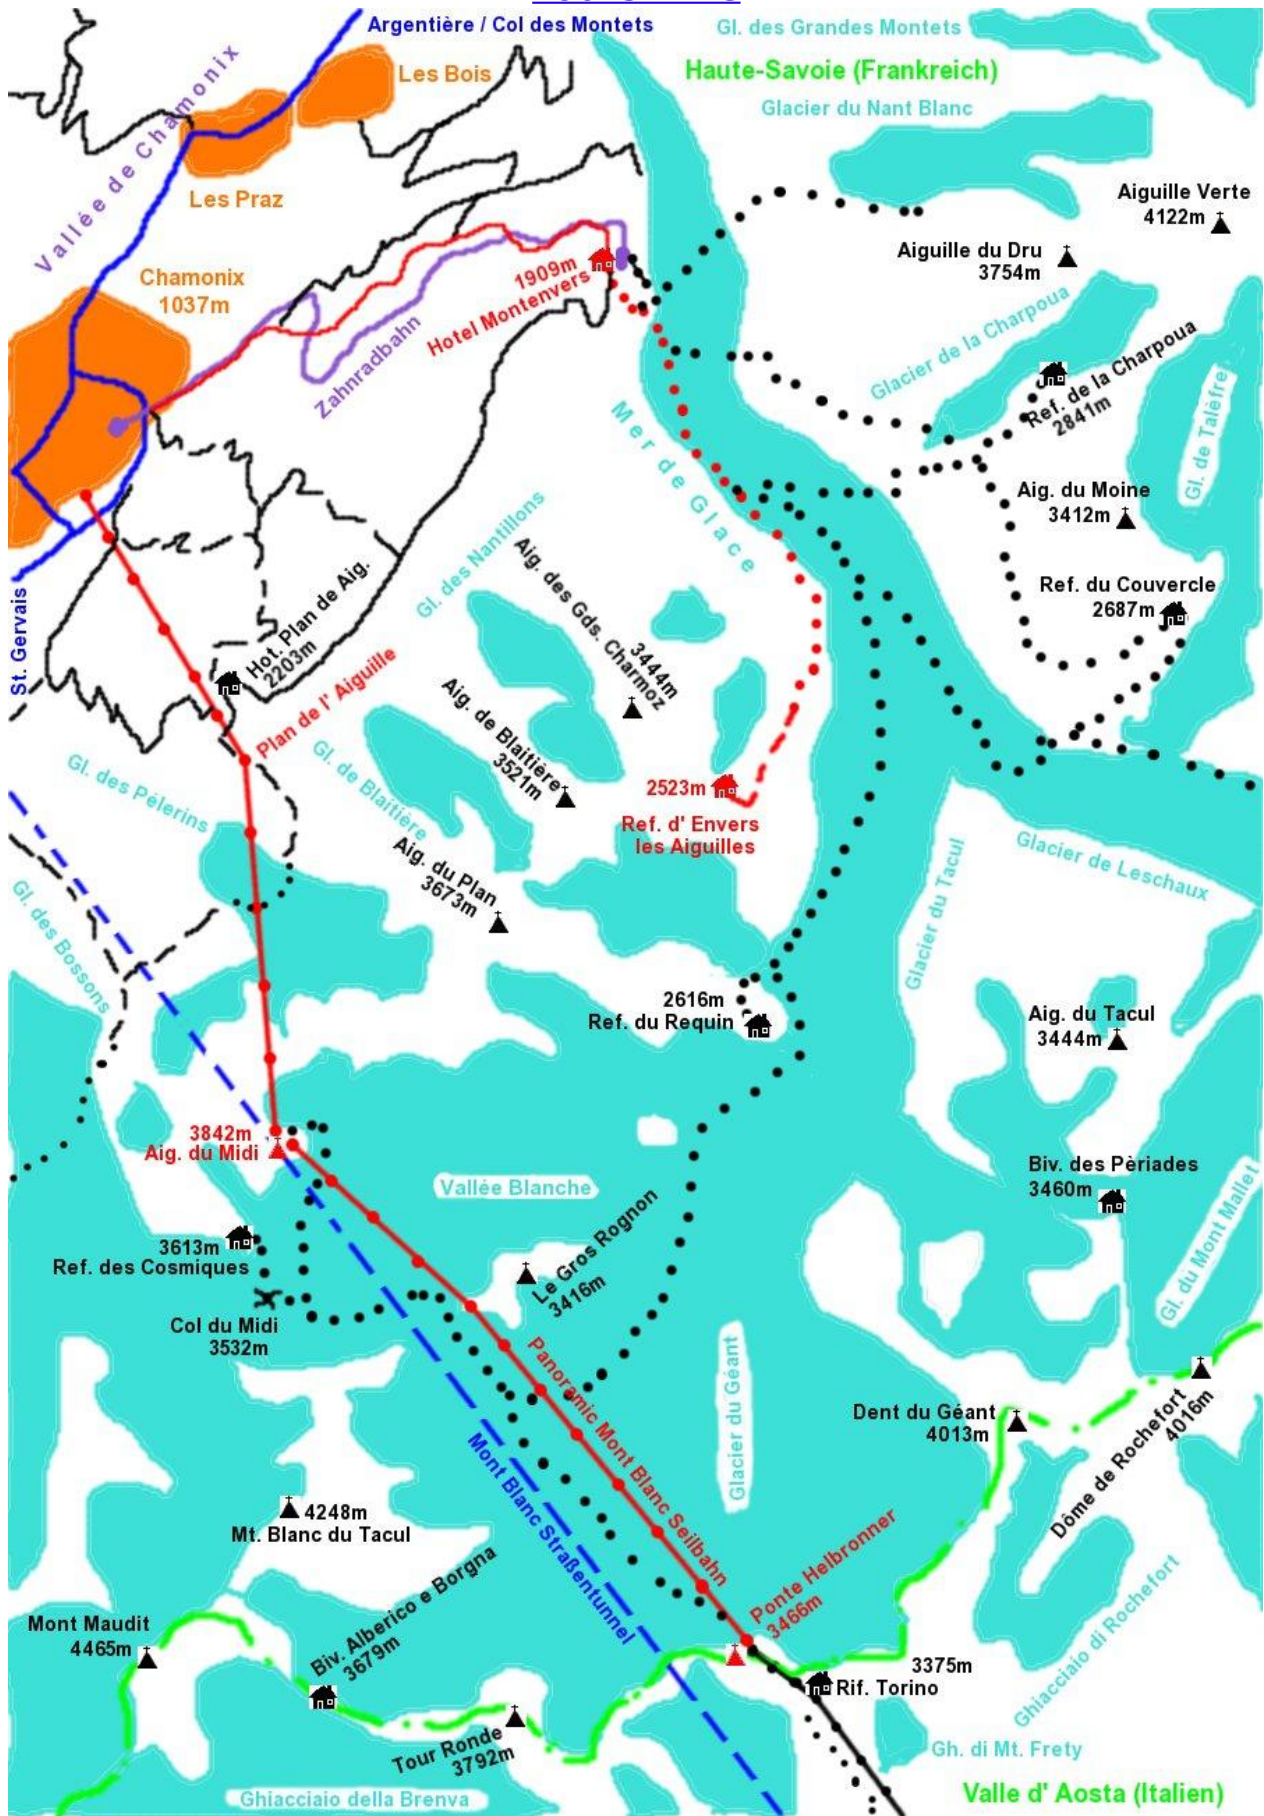 Argentière / Col des Montets
Gl. des Grandes Montets
Les Bois
Haute-Savoie (Frankreich)
Glacier du Nant Blanc
Vallée de Chamonix
Les Praz
Aiguille Verte
4122m
Aiguille du Dru
3754m
Chamonix
1037m
1909m
Hotel Montenvers
Zahnradbahn
Glacier de la Charpoua
Ref. de la Charpoua
2841m
Gl. de Talèfre
Mer de Glace
Aig. du Moine
3412m
Gl. des Nantillons
Aig. des Gds. Charmoz
3444m
Ref. du Couvercle
2687m
St. Gervais
Hot. Plan de Aig.
2203m
Plan de l' Aiguille
Aig. de Blaitière
3521m
Gl. de Blaitière
Gl. des Pélerins
2523m
Ref. d' Envers
les Aiguilles
Aig. du Plan
3673m
Glacier du Tacul
Glacier de Leschaux
Gl. des Bossons
2616m
Ref. du Requin
Aig. du Tacul
3444m
3842m
Aig. du Midi
Vallée Blanche
Biv. des Pèriades
3460m
Gl. du Mont Mallet
3613m
Ref. des Cosmiques
Le Gros Rognon
3416m
Col du Midi
3532m
Panoramic Mont Blanc Seilbahn
Glacier du Géant
Dent du Géant
4013m
Dôme de Rochefort
4016m
Mont Blanc Straßentunnel
4248m
Mt. Blanc du Tacul
Ponte Helbronner
3466m
Biv. Alberico e Borgna
3679m
Mont Maudit
4465m
Ghiacciaio di Rochefort
3375m
Rif. Torino
Tour Ronde
3792m
Gh. di Mt. Frety
Ghiacciaio della Brenva
Valle d' Aosta (Italien)